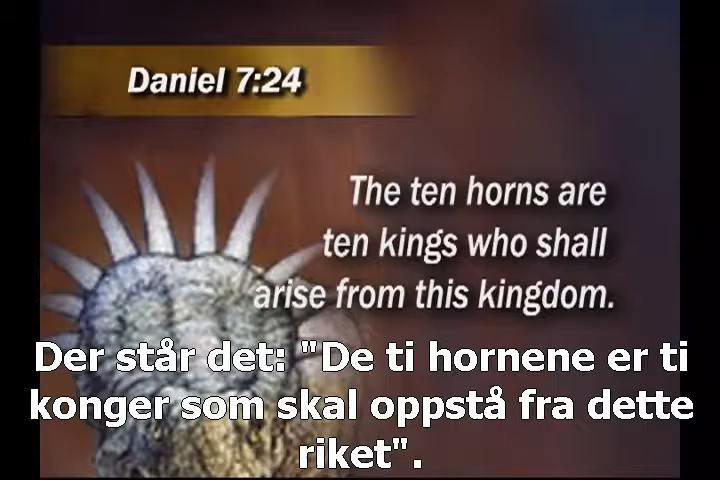 Daniel 7:24
The ten horns are
ten kings who shall
arise from this kingdom.
Der står det: "De ti hornene er ti
konger som skal oppstå fra dette
riket".